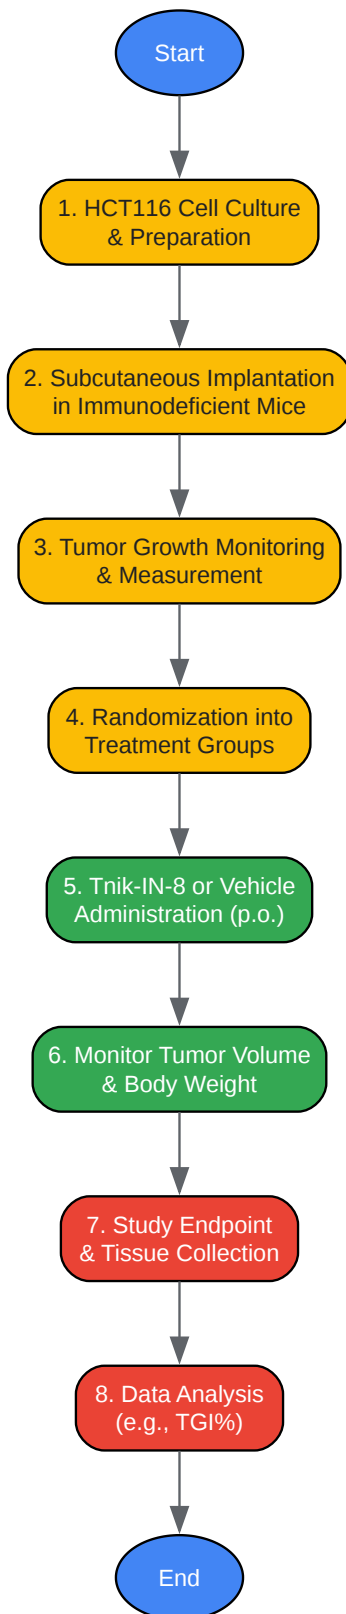 Start
1. HCT116 Cell Culture
& Preparation
2. Subcutaneous Implantation
in Immunodeficient Mice
3. Tumor Growth Monitoring
& Measurement
4. Randomization into
Treatment Groups
5. Tnik-IN-8 or Vehicle
Administration (p.o.)
6. Monitor Tumor Volume
& Body Weight
7. Study Endpoint
& Tissue Collection
8. Data Analysis
(e.g., TGI%)
End